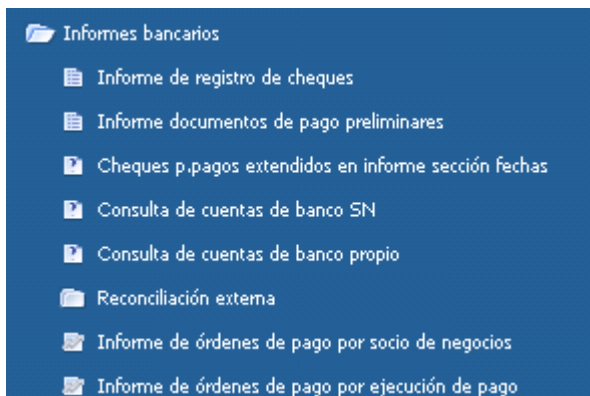 Informes bancarios
Informe de registro de cheques
Informe documentos de pago preliminares
Cheques p.pagos extendidos en informe sección fechas
Consulta de cuentas de banco SN
Consulta de cuentas de banco propio
Reconciliación externa
Informe de órdenes de pago por socio de negocios
Informe de órdenes de pago por ejecución de pago